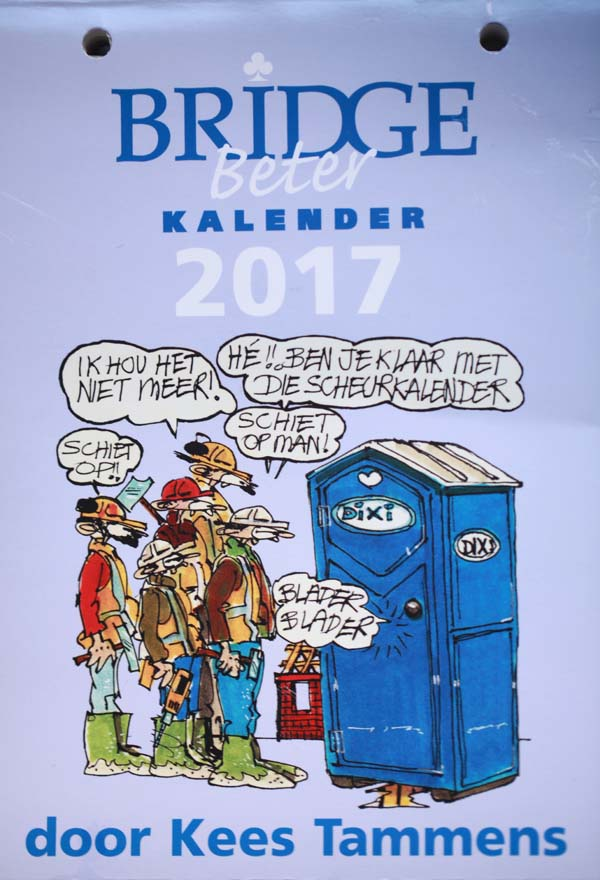 BRIDGE
Beter
KALENDER
2017
IK HOU HET
NIET MEER!
HÉ!!..BEN JE KLAAR MET
DIE SCHEURKALENDER
SCHIET
OP MAN!
SCHIET
OP!!
DIXI
DIXI
BLADER
BLADER
door Kees Tammens